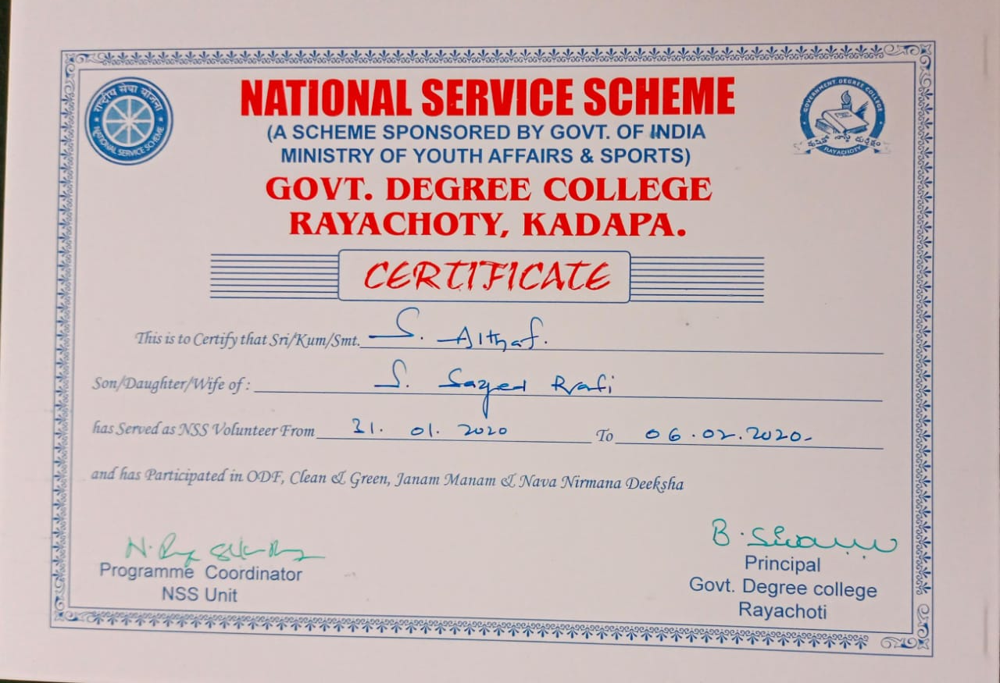 राष्ट्रीय सेवा योजना
NATIONAL SERVICE SCHEME
NATIONAL SERVICE SCHEME
(A SCHEME SPONSORED BY GOVT. OF INDIA
MINISTRY OF YOUTH AFFAIRS & SPORTS)
GOVERNMENT DEGREE COLLEGE
RAYACHOTY
GOVT. DEGREE COLLEGE
RAYACHOTY, KADAPA.
CERTIFICATE
This is to Certify that Sri/Kum/Smt. S. Althaf.
Son/Daughter/Wife of : S. Sayed Rafi
has Served as NSS Volunteer From 31. 01. 2020 To 06.02.2020.
and has Participated in ODF, Clean & Green, Janam Manam & Nava Nirmana Deeksha
Programme Coordinator
NSS Unit
B.
Principal
Govt. Degree college
Rayachoti